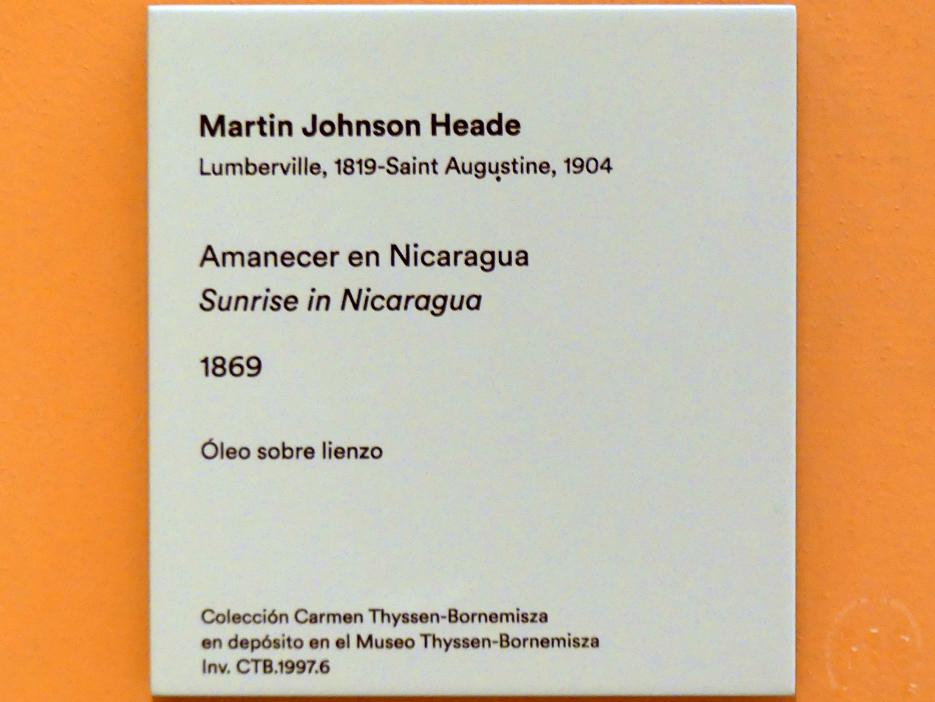 Martin Johnson Heade
Lumberville, 1819-Saint Augustine, 1904
Amanecer en Nicaragua
Sunrise in Nicaragua
1869
Óleo sobre lienzo
Colección Carmen Thyssen-Bornemisza
en depósito en el Museo Thyssen-Bornemisza
Inv. CTB.1997.6